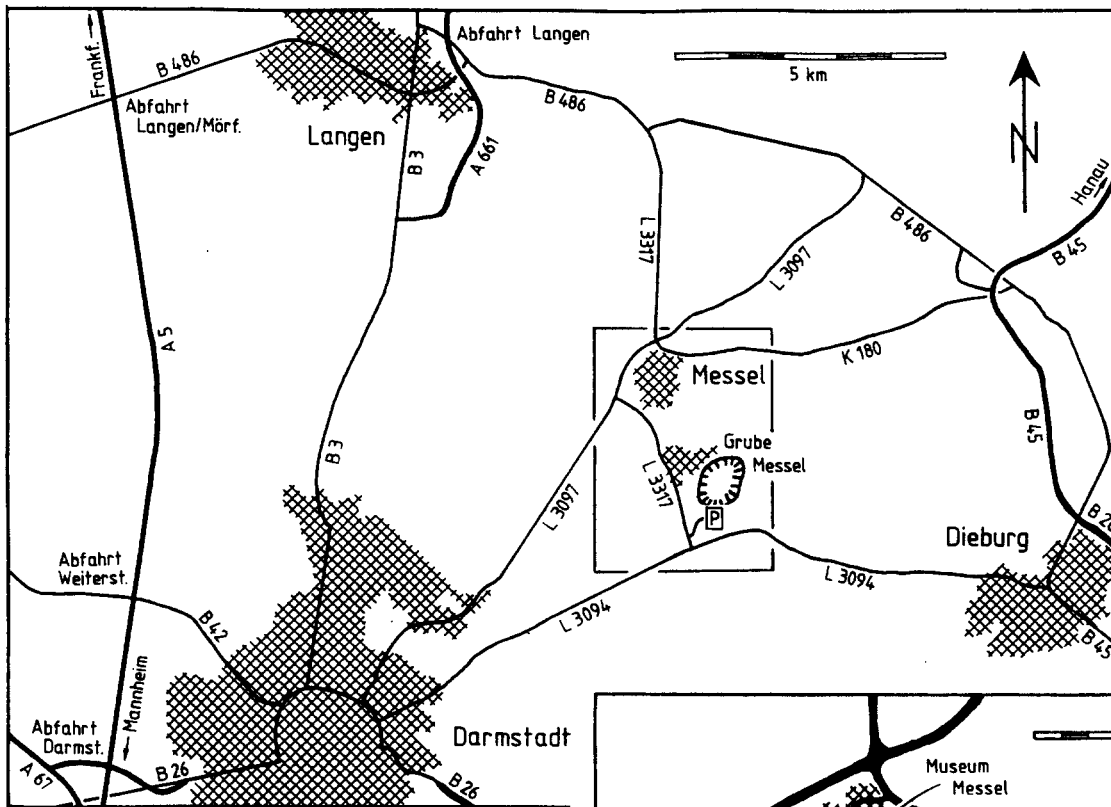 Frankf.
Abfahrt Langen
B 486
5 km
Abfahrt
Langen/Mörf.
Langen
B 3
A 661
B 486
N
Hanau
B 486
B 45
L 3317
L 3097
A 5
K 180
Messel
B 3
Grube
Messel
B 45
L 3097
L 3317
P
B 26
Dieburg
Abfahrt
Weiterst.
L 3094
L 3094
B 42
B 45
Mannheim
Abfahrt
Darmst.
Darmstadt
A 67
B 26
B 26
Museum
Messel